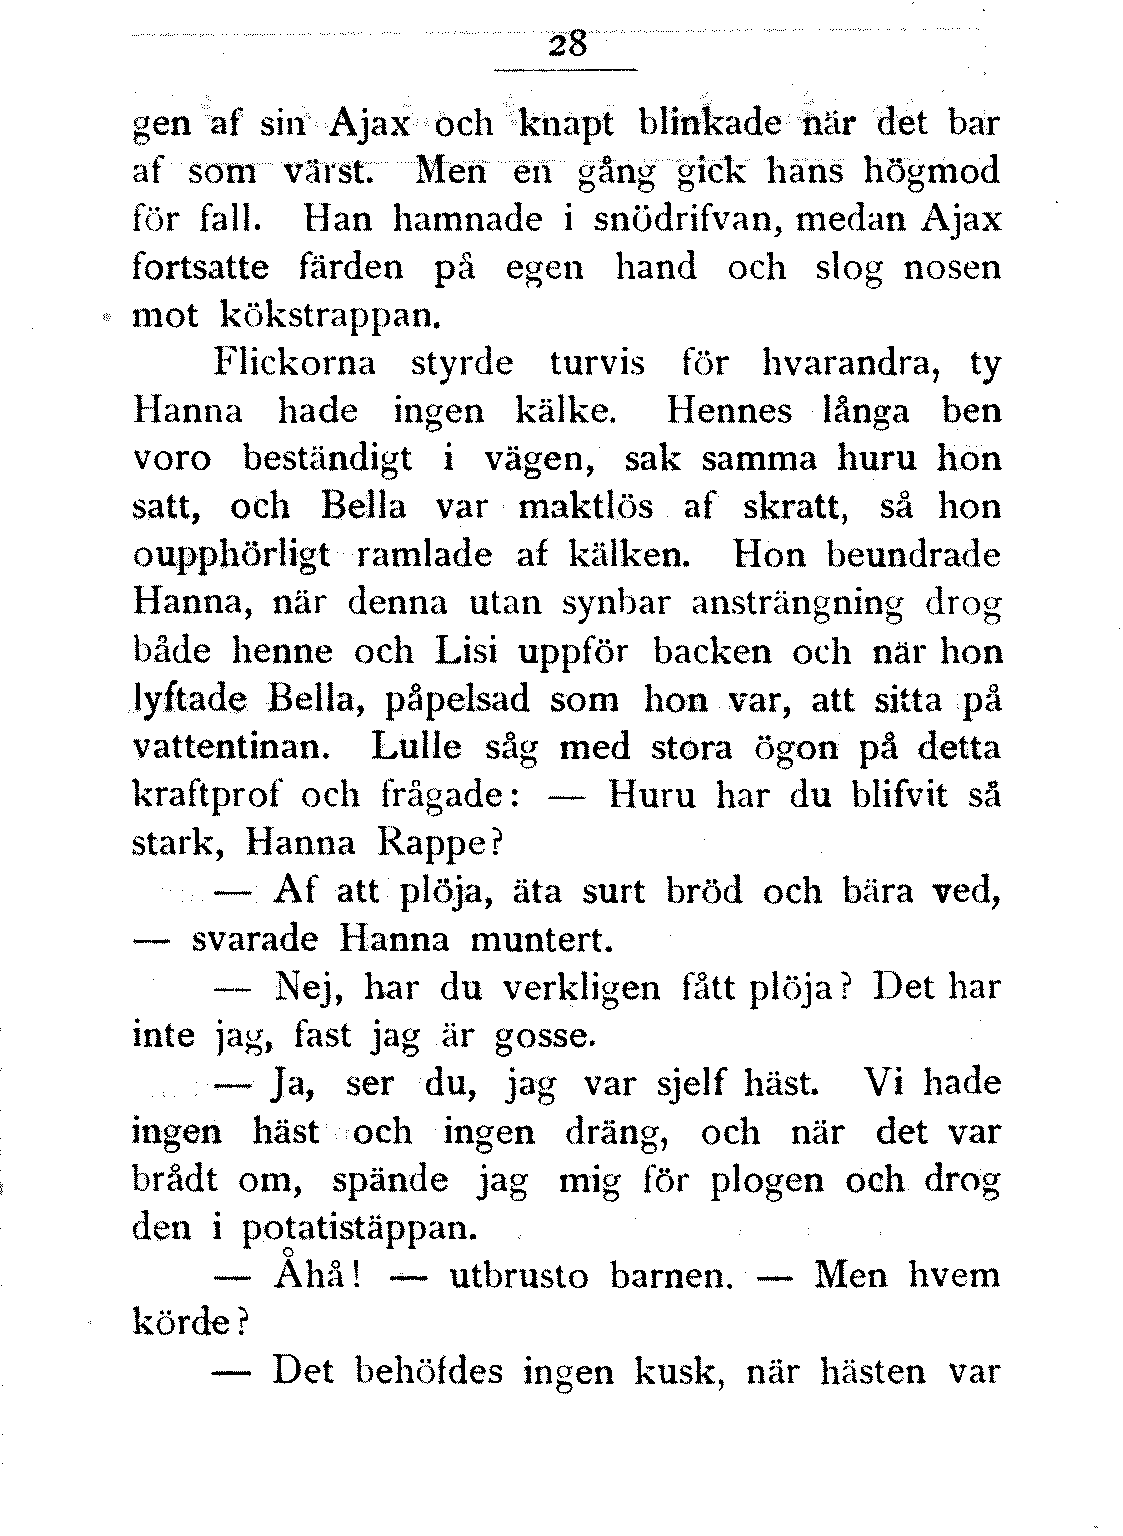 28
gen af sin Ajax och knapt blinkade när det bar
af som värst. Men en gång gick hans högmod
för fall. Han hamnade i snödrifvan, medan Ajax
fortsatte färden på egen hand och slog nosen
mot kökstrappan.
Flickorna styrde turvis för hvarandra, ty
Hanna hade ingen kälke. Hennes långa ben
voro beständigt i vägen, sak samma huru hon
satt, och Bella var maktlös af skratt, så hon
oupphörligt ramlade af kälken. Hon beundrade
Hanna, när denna utan synbar ansträngning drog
både henne och Lisi uppför backen och när hon
lyftade Bella, påpelsad som hon var, att sitta på
vattentinan. Lulle såg med stora ögon på detta
kraftprof och frågade: — Huru har du blifvit så
stark, Hanna Rappe?
— Af att plöja, äta surt bröd och bära ved,
— svarade Hanna muntert.
— Nej, har du verkligen fått plöja? Det har
inte jag, fast jag är gosse.
— Ja, ser du, jag var sjelf häst. Vi hade
ingen häst och ingen dräng, och när det var
brådt om, spände jag mig för plogen och drog
den i potatistäppan.
— Åhå! — utbrusto barnen. — Men hvem
körde?
— Det behöfdes ingen kusk, när hästen var